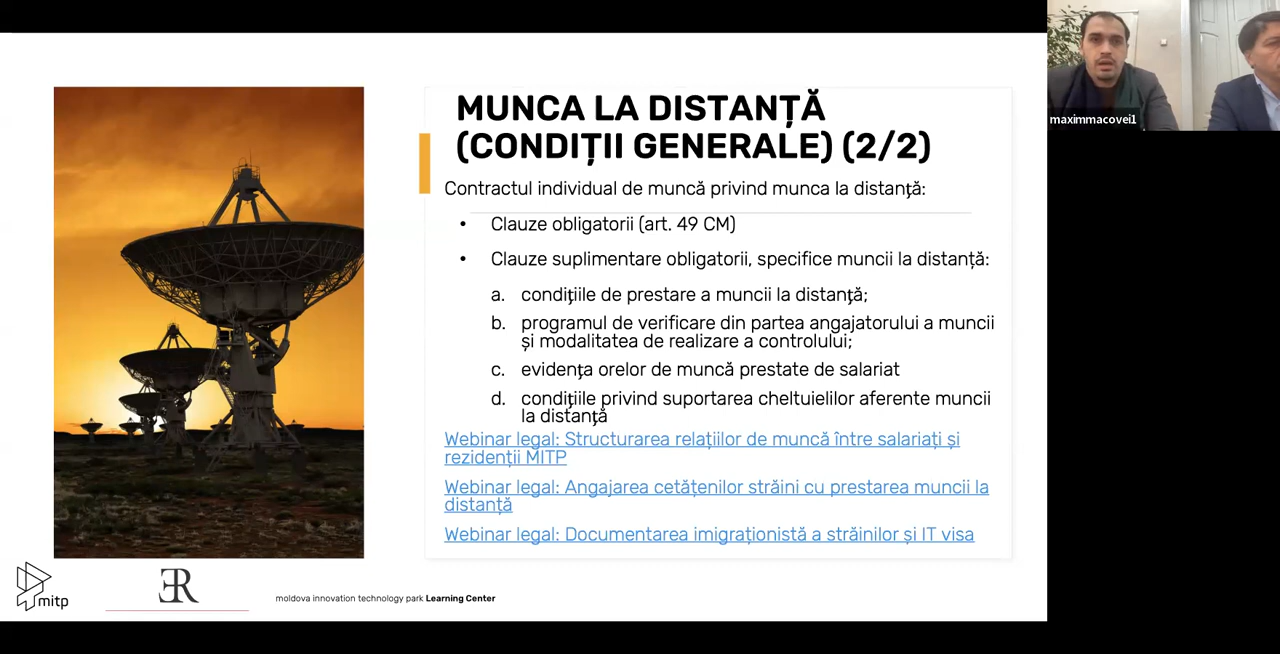 MUNCA LA DISTANȚĂ
(CONDIȚII GENERALE) (2/2)
Contractul individual de muncă privind munca la distanță:
• Clauze obligatorii (art. 49 CM)
• Clauze suplimentare obligatorii, specifice muncii la distanță:
a. condițiile de prestare a muncii la distanță;
b. programul de verificare din partea angajatorului a muncii
și modalitatea de realizare a controlului;
c. evidența orelor de muncă prestate de salariat
d. condițiile privind suportarea cheltuielilor aferente muncii
la distanță
Webinar legal: Structurarea relațiilor de muncă între salariați și
rezidenții MITP
Webinar legal: Angajarea cetățenilor străini cu prestarea muncii la
distanță
Webinar legal: Documentarea imigraționistă a străinilor și IT visa
mitp
ER
moldova innovation technology park Learning Center
maximmacovei1